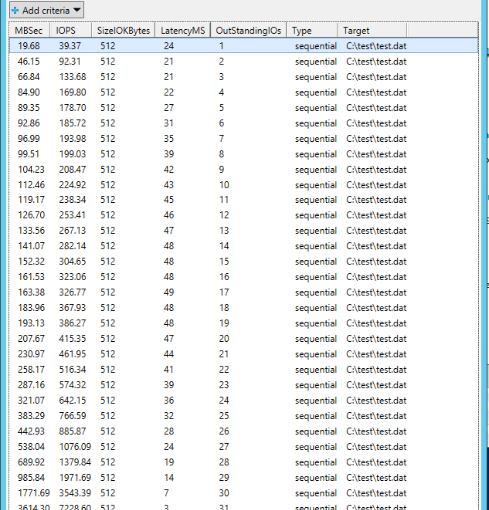 Add criteria
MBSec IOPS SizeIOKBytes LatencyMS OutStandingIOs Type Target
19.68 39.37 512 24 1 sequential C:\test\test.dat
46.15 92.31 512 21 2 sequential C:\test\test.dat
66.84 133.68 512 21 3 sequential C:\test\test.dat
84.90 169.80 512 22 4 sequential C:\test\test.dat
89.35 178.70 512 27 5 sequential C:\test\test.dat
92.86 185.72 512 31 6 sequential C:\test\test.dat
96.99 193.98 512 35 7 sequential C:\test\test.dat
99.51 199.03 512 39 8 sequential C:\test\test.dat
104.23 208.47 512 42 9 sequential C:\test\test.dat
112.46 224.92 512 43 10 sequential C:\test\test.dat
119.17 238.34 512 45 11 sequential C:\test\test.dat
126.70 253.41 512 46 12 sequential C:\test\test.dat
133.56 267.13 512 47 13 sequential C:\test\test.dat
141.07 282.14 512 48 14 sequential C:\test\test.dat
152.32 304.65 512 48 15 sequential C:\test\test.dat
161.53 323.06 512 48 16 sequential C:\test\test.dat
163.38 326.77 512 49 17 sequential C:\test\test.dat
183.96 367.93 512 48 18 sequential C:\test\test.dat
193.13 386.27 512 48 19 sequential C:\test\test.dat
207.67 415.35 512 47 20 sequential C:\test\test.dat
230.97 461.95 512 44 21 sequential C:\test\test.dat
258.17 516.34 512 41 22 sequential C:\test\test.dat
287.16 574.32 512 39 23 sequential C:\test\test.dat
321.07 642.15 512 36 24 sequential C:\test\test.dat
383.29 766.59 512 32 25 sequential C:\test\test.dat
442.93 885.87 512 28 26 sequential C:\test\test.dat
538.04 1076.09 512 24 27 sequential C:\test\test.dat
689.92 1379.84 512 19 28 sequential C:\test\test.dat
985.84 1971.69 512 14 29 sequential C:\test\test.dat
1771.69 3543.39 512 7 30 sequential C:\test\test.dat
3614.30 7228.60 512 3 31 sequential C:\test\test.dat